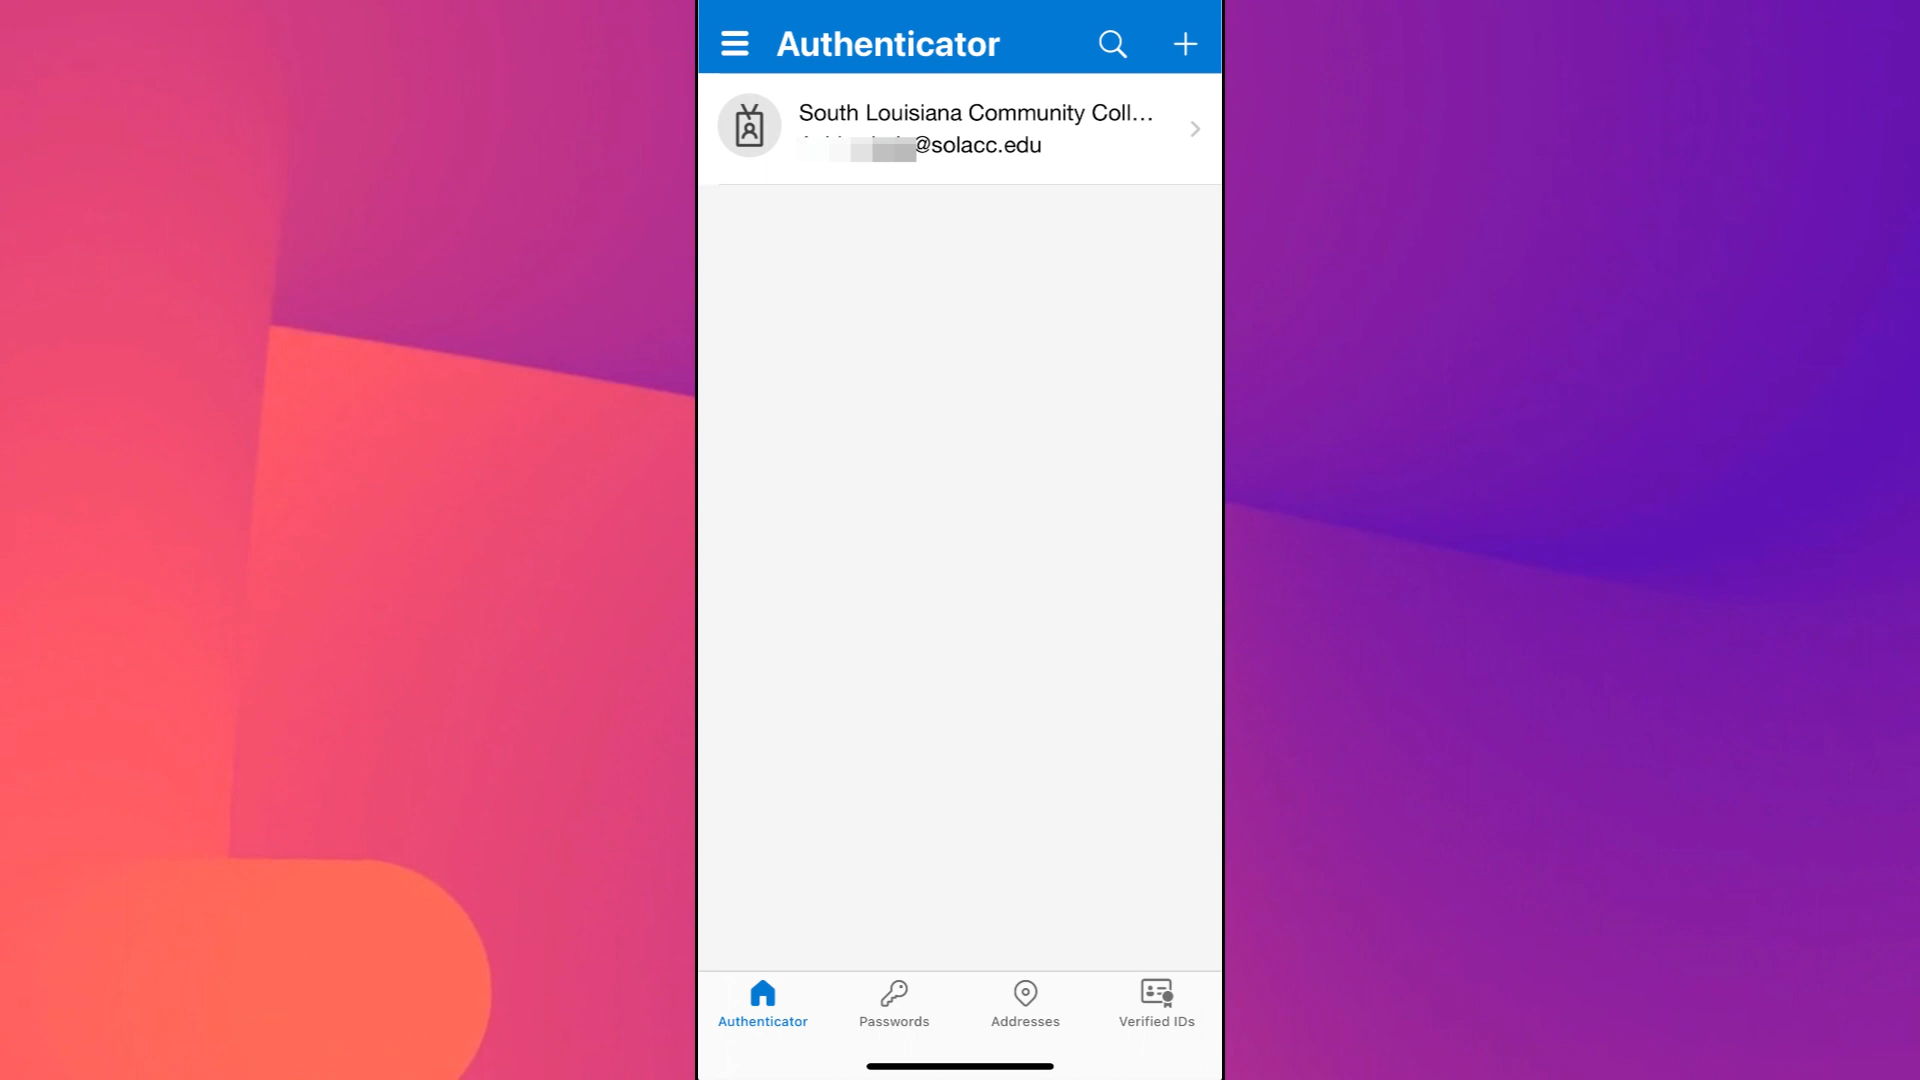 Authenticator
South Louisiana Community Coll...
@solacc.edu
Authenticator
Passwords
Addresses
Verified IDs